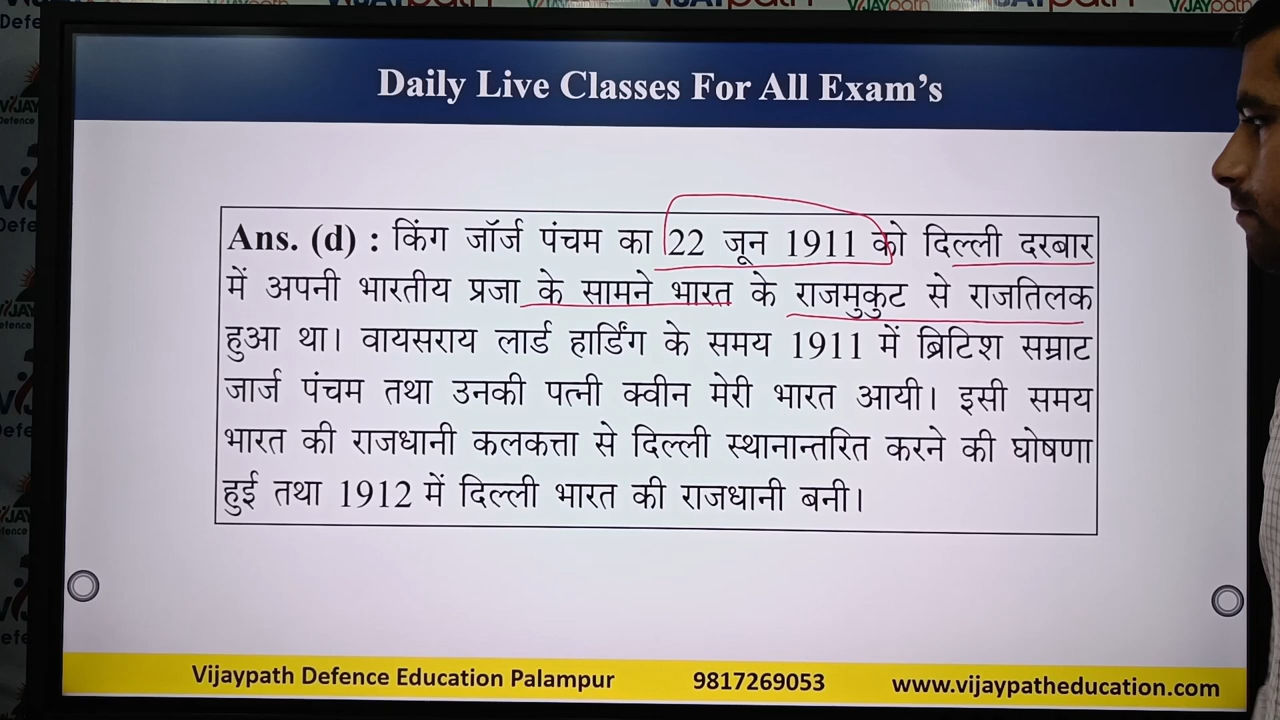 VIJAYpath
Daily Live Classes For All Exam's
Ans. (d) : किंग जॉर्ज पंचम का 22 जून 1911 को दिल्ली दरबार
में अपनी भारतीय प्रजा के सामने भारत के राजमुकुट से राजतिलक
हुआ था। वायसराय लार्ड हार्डिंग के समय 1911 में ब्रिटिश सम्राट
जार्ज पंचम तथा उनकी पत्नी क्वीन मेरी भारत आयी। इसी समय
भारत की राजधानी कलकत्ता से दिल्ली स्थानान्तरित करने की घोषणा
हुई तथा 1912 में दिल्ली भारत की राजधानी बनी।
Vijaypath Defence Education Palampur 9817269053 www.vijaypatheducation.com